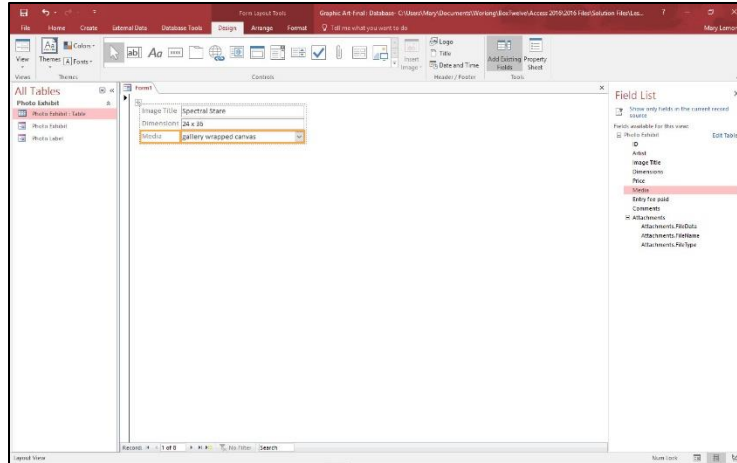 Form Layout Tools
Graphic Art-Final : Database- C:\Users\Mary\Documents\Working\BoxTwelve\Access 2016\2016 Files\Solution Files\Les...
File Home Create External Data Database Tools Design Arrange Format Tell me what you want to do
Mary Lemon
View
Themes
Colors
Fonts
Aa
ab Aa
Insert Image
Logo
Title
Date and Time
Add Existing Fields
Property Sheet
Views Themes Controls Header / Footer Tools
All Tables
Photo Exhibit
Photo Exhibit : Table
Photo Exhibit
Photo Label
Form1
Image Title Spectral Stare
Dimensions 24 x 36
Media gallery wrapped canvas
Field List
Show only fields in the current record source
Fields available for this view:
Photo Exhibit Edit Table
ID
Artist
Image Title
Dimensions
Price
Media
Entry fee paid
Comments
Attachments
Attachments.FileData
Attachments.FileName
Attachments.FileType
Record: 1 of 8 No Filter Search
Layout View
Num Lock